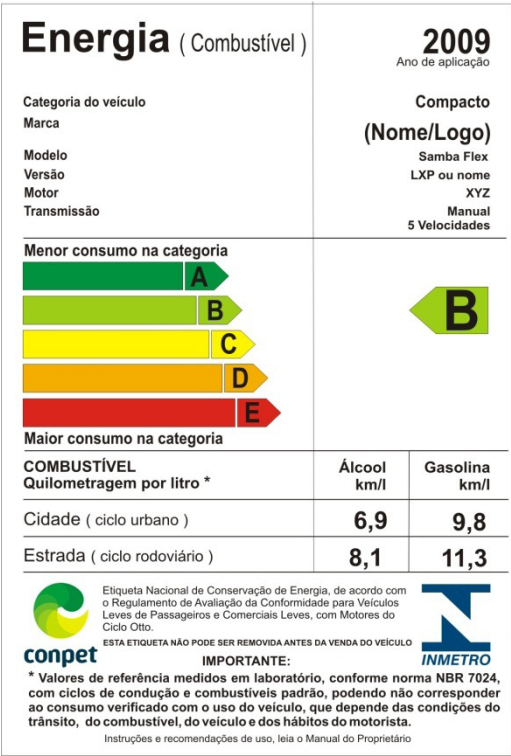 Energia ( Combustível )
2009
Ano de aplicação
Categoria do veículo
Compacto
Marca
(Nome/Logo)
Modelo
Samba Flex
Versão
LXP ou nome
Motor
XYZ
Transmissão
Manual
5 Velocidades
Menor consumo na categoria
A
B
C
D
E
B
Maior consumo na categoria
COMBUSTÍVEL
Quilometragem por litro *
Álcool
km/l
Gasolina
km/l
Cidade ( ciclo urbano ) 6,9 9,8
Estrada ( ciclo rodoviário ) 8,1 11,3
conpet
Etiqueta Nacional de Conservação de Energia, de acordo com
o Regulamento de Avaliação da Conformidade para Veículos
Leves de Passageiros e Comerciais Leves, com Motores do
Ciclo Otto.
ESTA ETIQUETA NÃO PODE SER REMOVIDA ANTES DA VENDA DO VEÍCULO
INMETRO
IMPORTANTE:
* Valores de referência medidos em laboratório, conforme norma NBR 7024,
com ciclos de condução e combustíveis padrão, podendo não corresponder
ao consumo verificado com o uso do veículo, que depende das condições do
trânsito, do combustível, do veículo e dos hábitos do motorista.
Instruções e recomendações de uso, leia o Manual do Proprietário